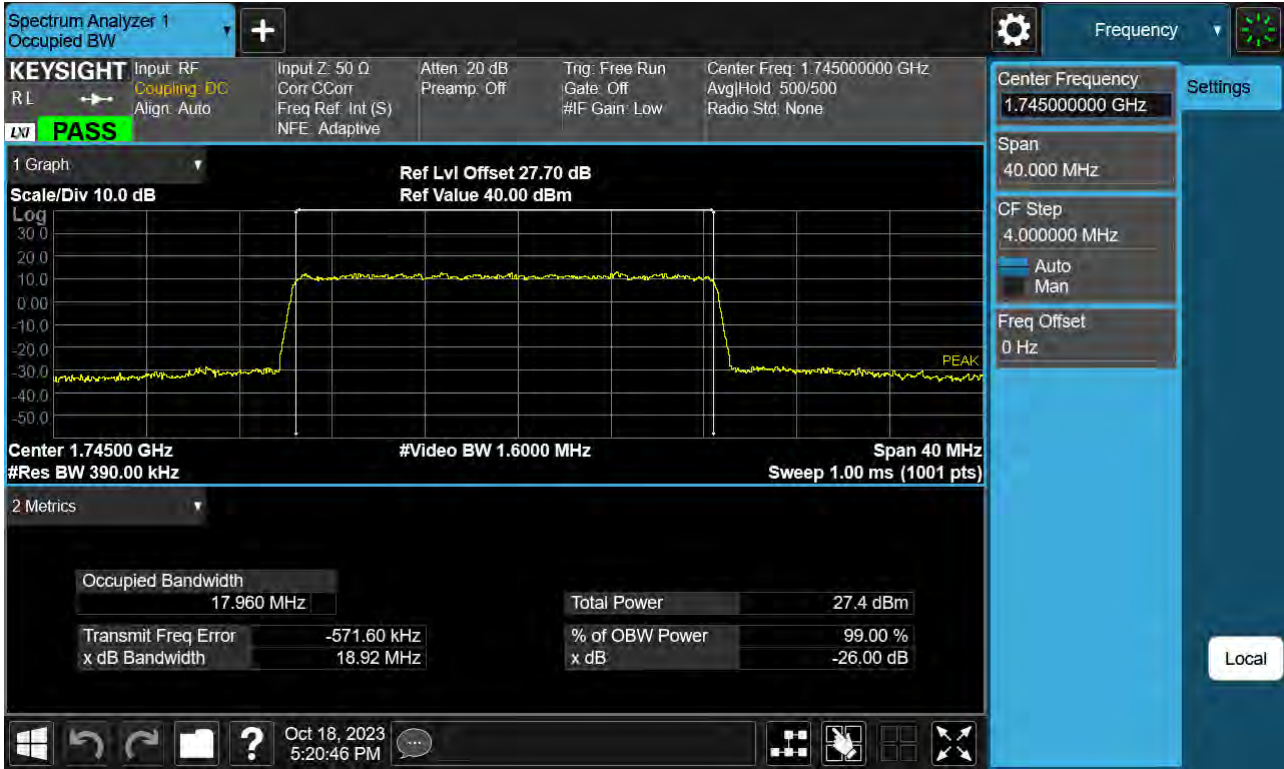 Spectrum Analyzer 1
Occupied BW
+
Frequency
KEYSIGHT
RL
LXI
PASS
Input: RF
Coupling: DC
Align: Auto
Input Z: 50 Ω
Corr CCorr
Freq Ref: Int (S)
NFE: Adaptive
Atten: 20 dB
Preamp: Off
Trig: Free Run
Gate: Off
#IF Gain: Low
Center Freq: 1.745000000 GHz
Avg|Hold: 500/500
Radio Std: None
1 Graph
Scale/Div 10.0 dB
Ref Lvl Offset 27.70 dB
Ref Value 40.00 dBm
Log
30.0
20.0
10.0
0.00
-10.0
-20.0
-30.0
-40.0
-50.0
PEAK
Center 1.74500 GHz
#Video BW 1.6000 MHz
Span 40 MHz
#Res BW 390.00 kHz
Sweep 1.00 ms (1001 pts)
2 Metrics
Occupied Bandwidth
17.960 MHz
Total Power 27.4 dBm
Transmit Freq Error -571.60 kHz
% of OBW Power 99.00 %
x dB Bandwidth 18.92 MHz
x dB -26.00 dB
Center Frequency
1.745000000 GHz
Settings
Span
40.000 MHz
CF Step
4.000000 MHz
Auto
Man
Freq Offset
0 Hz
Local
?
Oct 18, 2023
5:20:46 PM